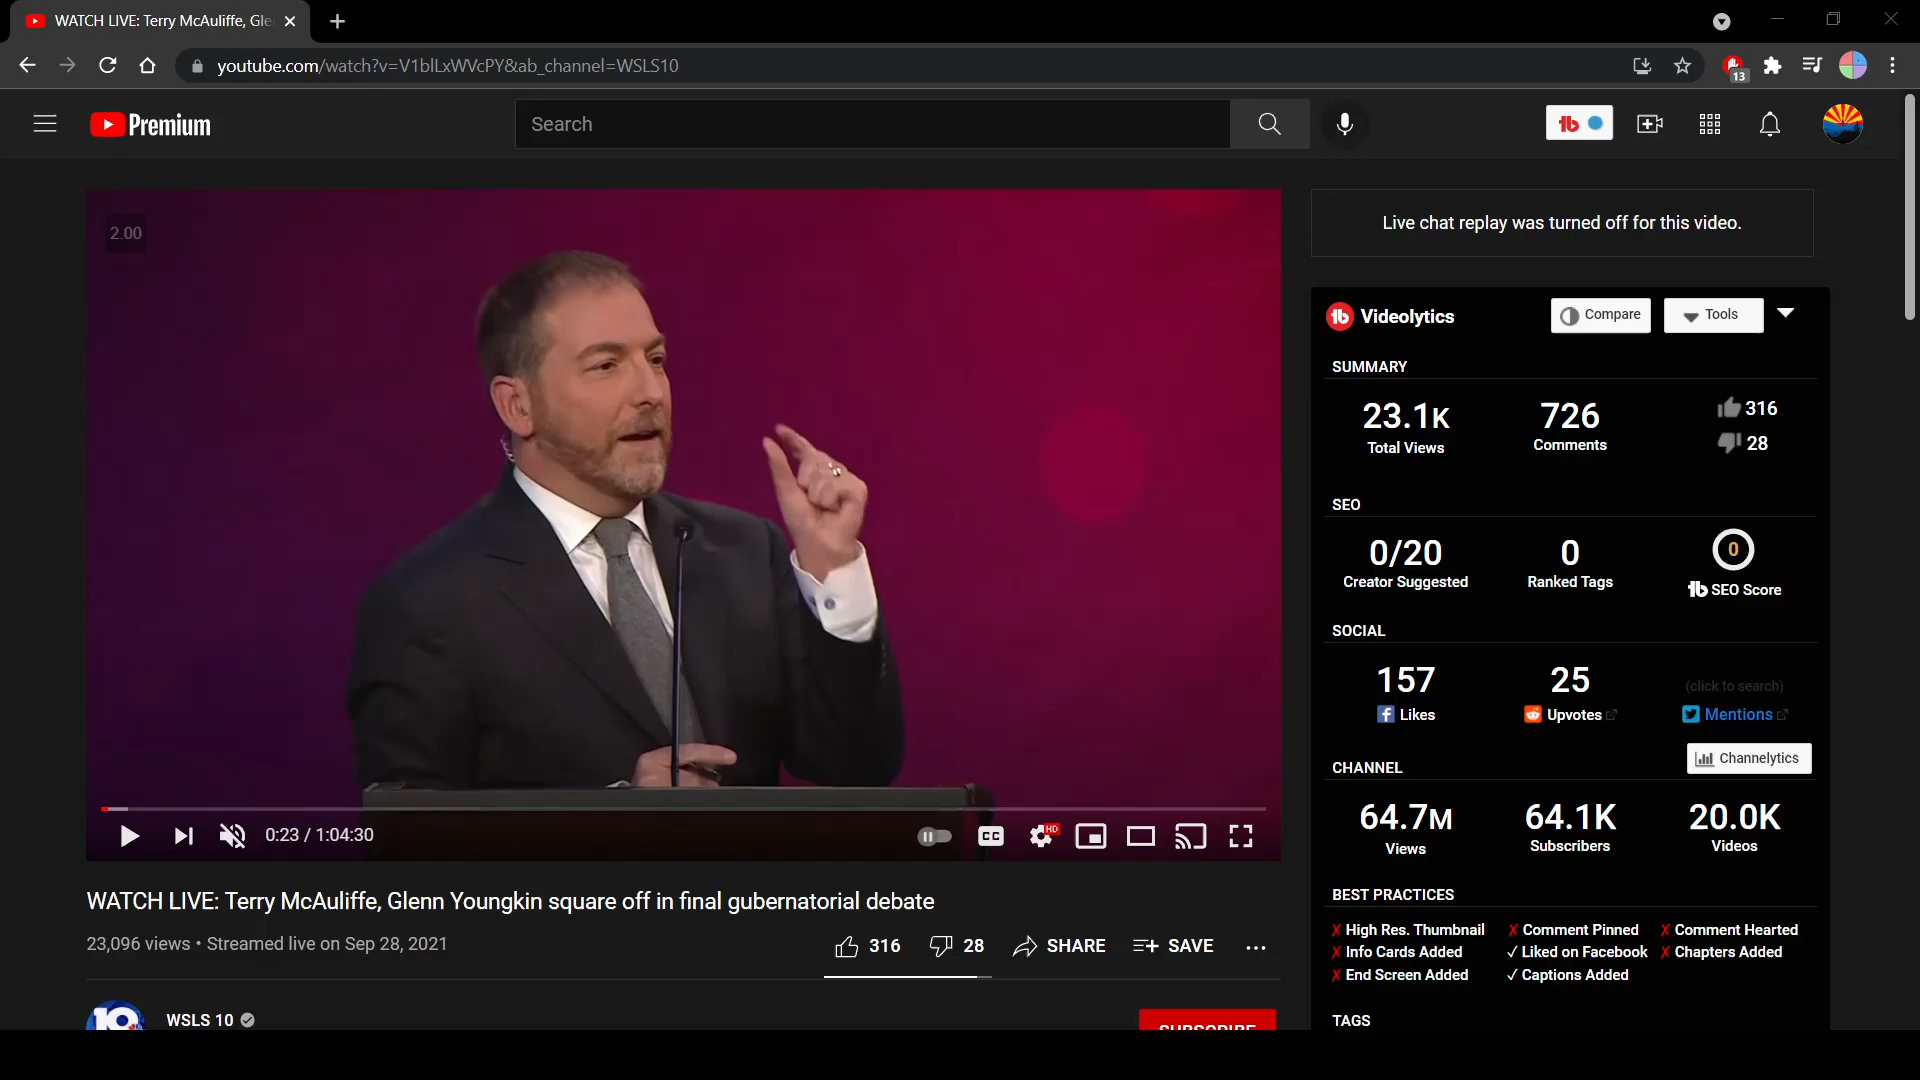 WATCH LIVE: Terry McAuliffe, Gle
youtube.com/watch?v=V1blLxWVcPY&ab_channel=WSLS10
13
Premium
Search
Live chat replay was turned off for this video.
2.00
Videolytics
Compare
Tools
SUMMARY
23.1K
Total Views
726
Comments
316
28
SEO
0/20
Creator Suggested
0
Ranked Tags
0
SEO Score
SOCIAL
157
Likes
25
Upvotes
(click to search)
Mentions
CHANNEL
Channelytics
64.7M
Views
64.1K
Subscribers
20.0K
Videos
BEST PRACTICES
✗ High Res. Thumbnail ✗ Comment Pinned ✗ Comment Hearted
✗ Info Cards Added ✓ Liked on Facebook ✗ Chapters Added
✗ End Screen Added ✓ Captions Added
TAGS
0:23 / 1:04:30
CC
HD
WATCH LIVE: Terry McAuliffe, Glenn Youngkin square off in final gubernatorial debate
23,096 views • Streamed live on Sep 28, 2021
316 28 SHARE SAVE
10
WSLS 10
SUBSCRIBE